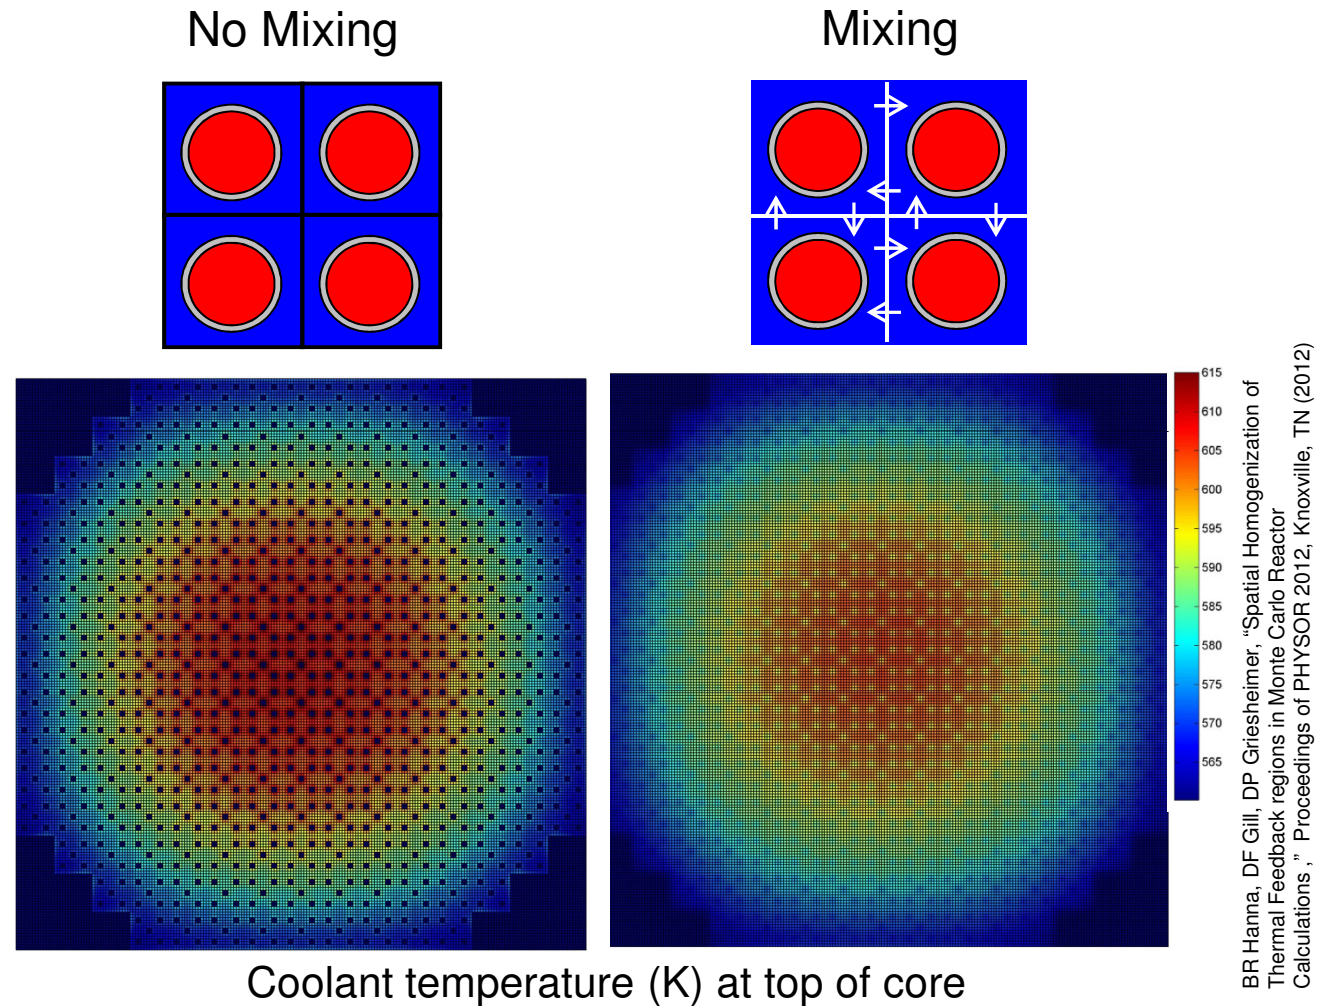 No Mixing
Mixing
615
610
605
600
595
590
585
580
575
570
565
BR Hanna, DF Gill, DP Griesheimer, “Spatial Homogenization of
Thermal Feedback regions in Monte Carlo Reactor
Calculations ,” Proceedings of PHYSOR 2012, Knoxville, TN (2012)
Coolant temperature (K) at top of core